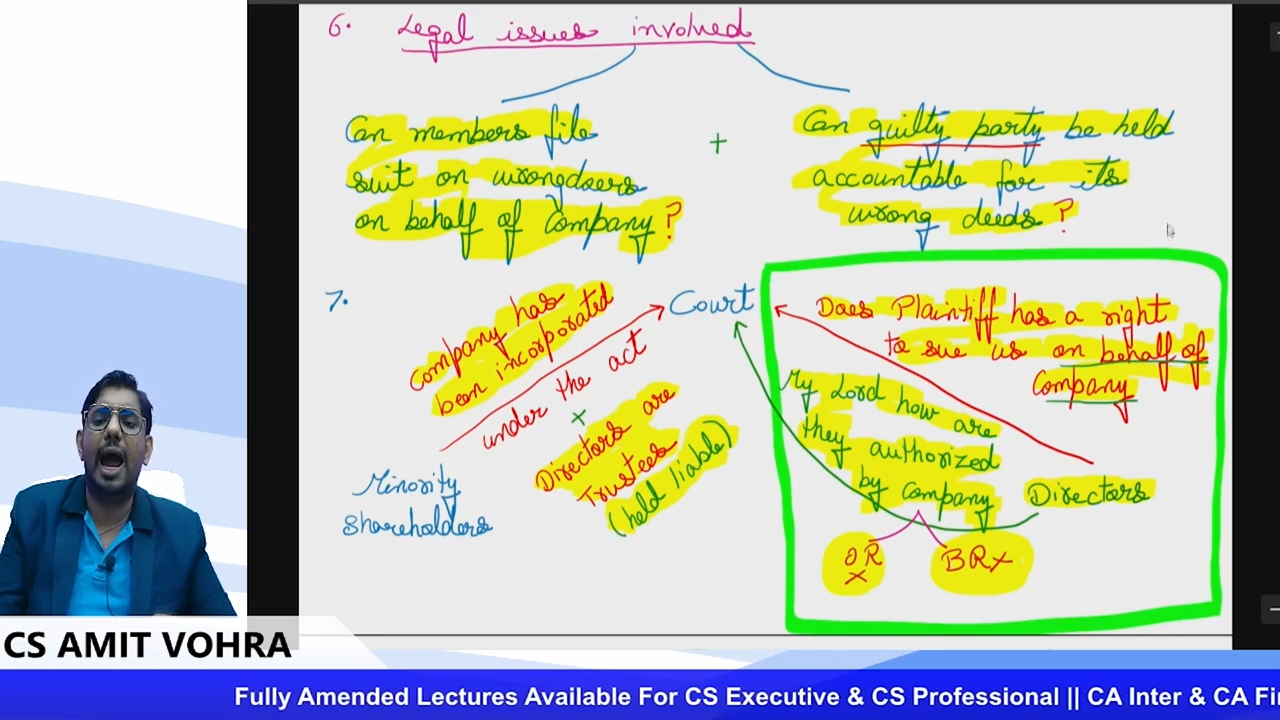 6. Legal issues involved
Can members file
suit on wrongdoers
on behalf of Company?
+
Can guilty party be held
accountable for its
wrong deeds?
7.
Company has
been incorporated
under the act
+
Directors are
Trustees
(held liable)
Minority
shareholders
Court
Does Plaintiff has a right
to sue us on behalf of
Company
My Lord how are
they authorized
by Company
Directors
OR
x
BRx
CS AMIT VOHRA
Fully Amended Lectures Available For CS Executive & CS Professional || CA Inter & CA Fi